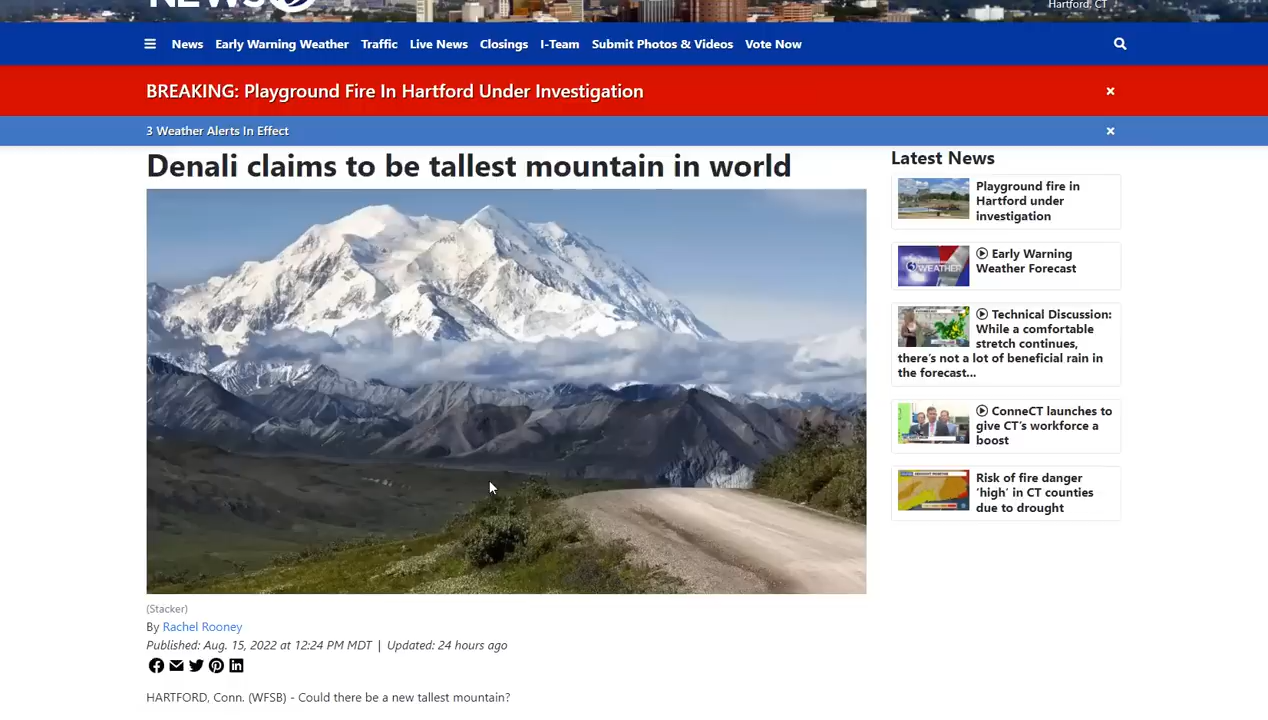 NEWS
Hartford, CT
News Early Warning Weather Traffic Live News Closings I-Team Submit Photos & Videos Vote Now
BREAKING: Playground Fire In Hartford Under Investigation
3 Weather Alerts In Effect
Denali claims to be tallest mountain in world
(Stacker)
By Rachel Rooney
Published: Aug. 15, 2022 at 12:24 PM MDT | Updated: 24 hours ago
HARTFORD, Conn. (WFSB) - Could there be a new tallest mountain?
Latest News
Playground fire in
Hartford under
investigation
Early Warning
Weather Forecast
WEATHER
Technical Discussion:
While a comfortable
stretch continues,
there's not a lot of beneficial rain in
the forecast...
ConneCT launches to
give CT's workforce a
boost
Risk of fire danger
'high' in CT counties
due to drought